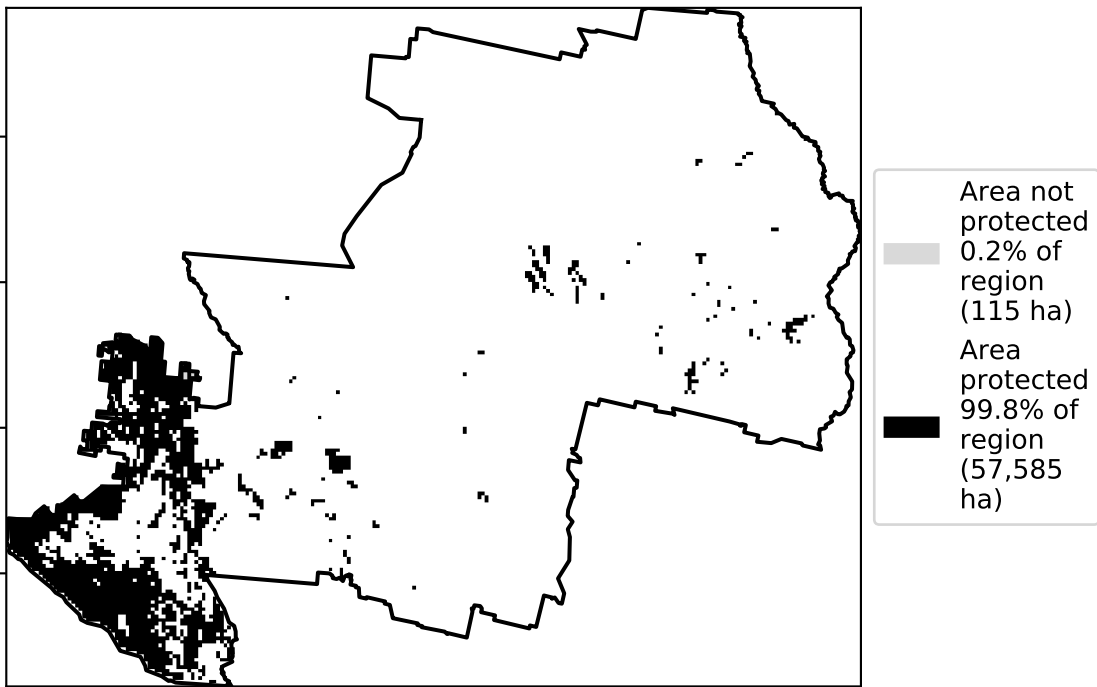 Area not
protected
0.2% of
region
(115 ha)
Area
protected
99.8% of
region
(57,585
ha)